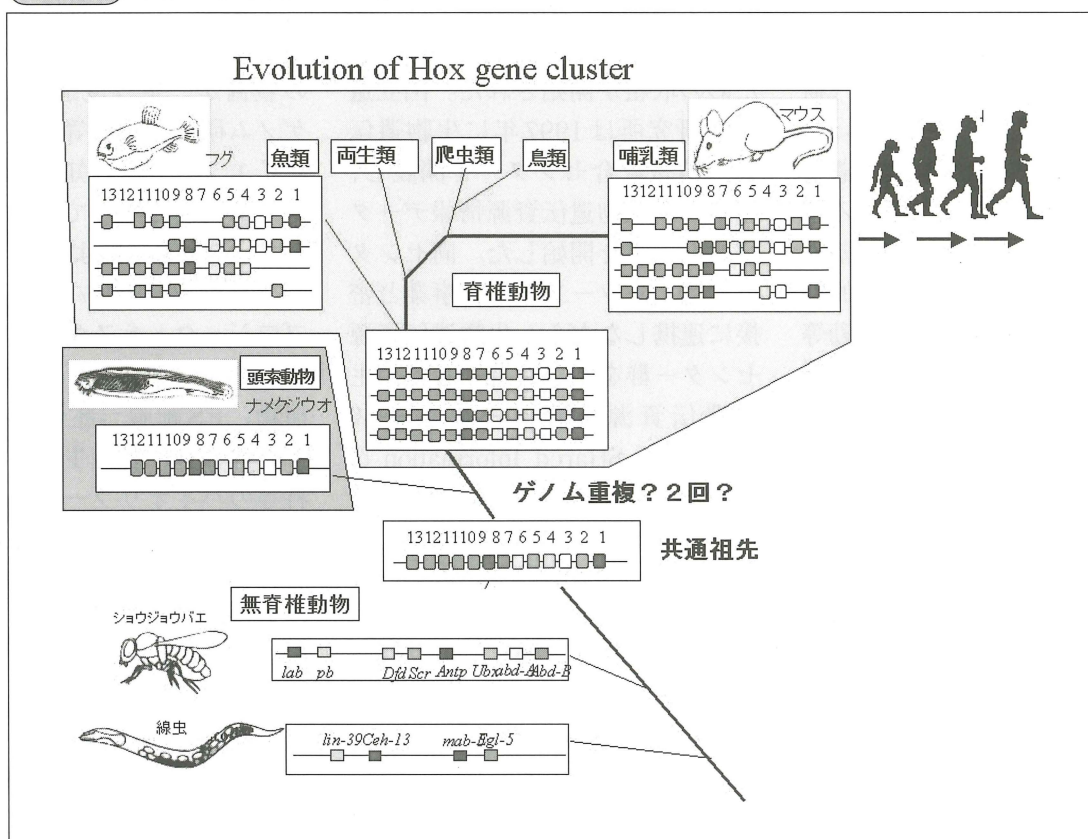 Evolution of Hox gene cluster
フグ
魚類
両生類
爬虫類
鳥類
哺乳類
マウス
13 12 11 10 9 8 7 6 5 4 3 2 1
13 12 11 10 9 8 7 6 5 4 3 2 1
脊椎動物
13 12 11 10 9 8 7 6 5 4 3 2 1
頭索動物
ナメクジウオ
13 12 11 10 9 8 7 6 5 4 3 2 1
ゲノム重複？2回？
13 12 11 10 9 8 7 6 5 4 3 2 1
共通祖先
無脊椎動物
ショウジョウバエ
lab pb Dfd Scr Antp Ubx abd-A Abd-B
線虫
lin-39 Ceh-13 mab-5 Egl-5